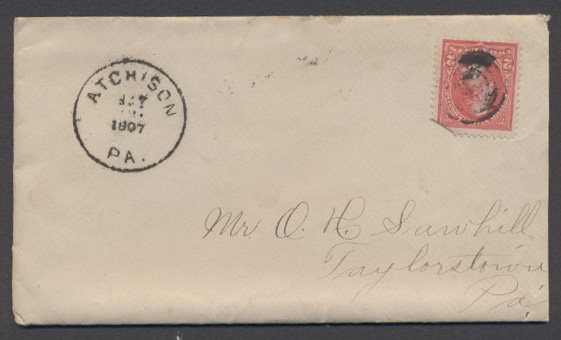 ATCHISON
1897
PA.
Mr. O. H. Sawhill
Taylorstown
Pa.